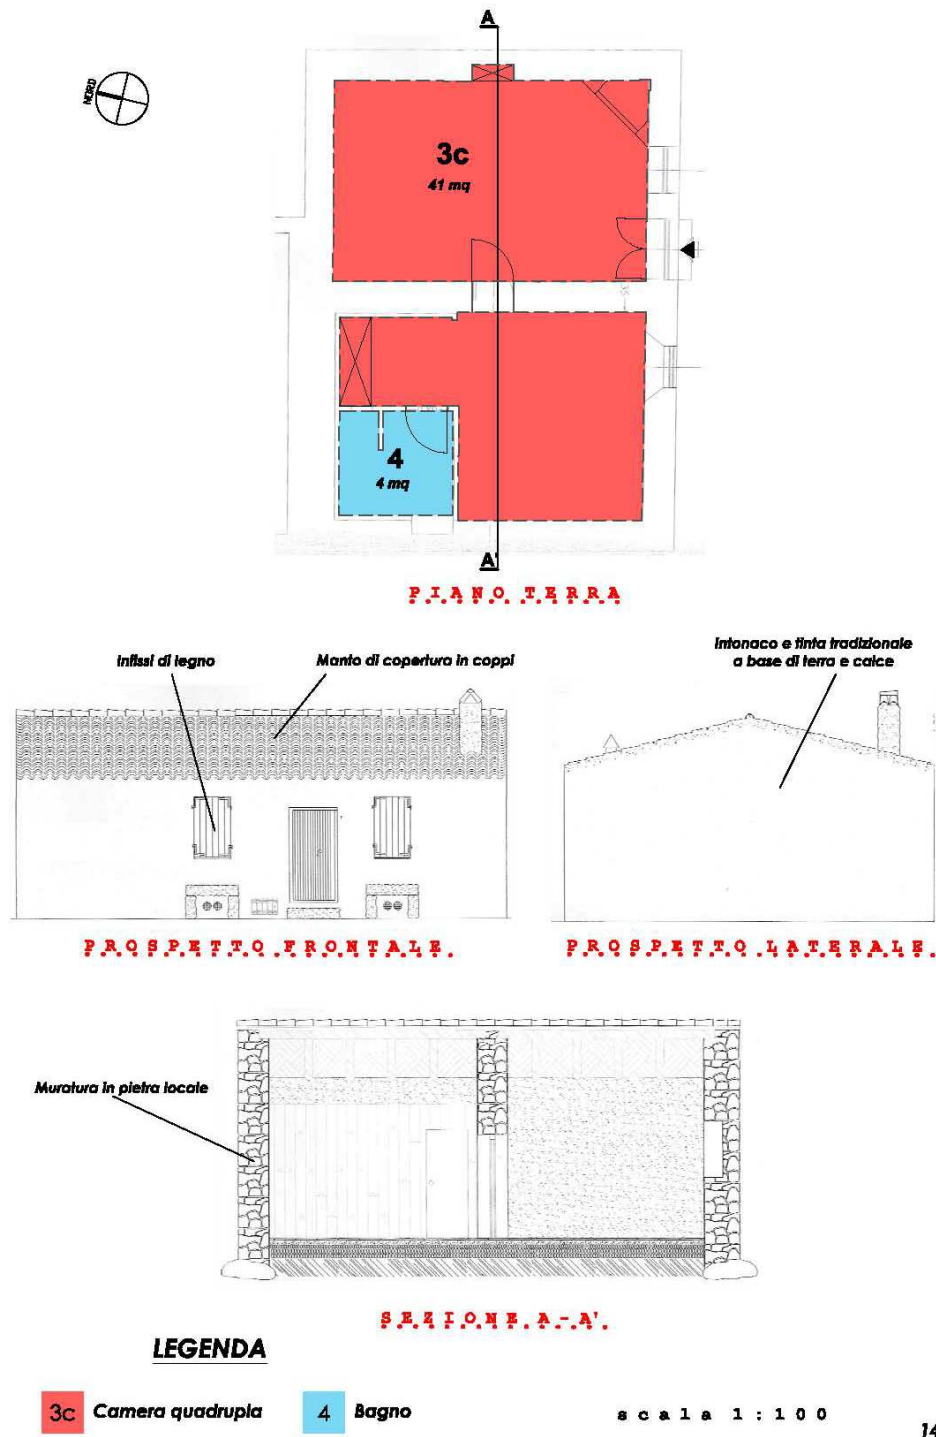 A
NORD
3c
41 mq
4
4 mq
A'
PIANO TERRA
Infissi di legno
Manto di copertura in coppi
Intonaco e tinta tradizionale
a base di terra e calce
PROSPETTO FRONTALE
PROSPETTO LATERALE
Muratura in pietra locale
SEZIONE A-A'
LEGENDA
3c Camera quadrupla
4 Bagno
scala 1:100
14